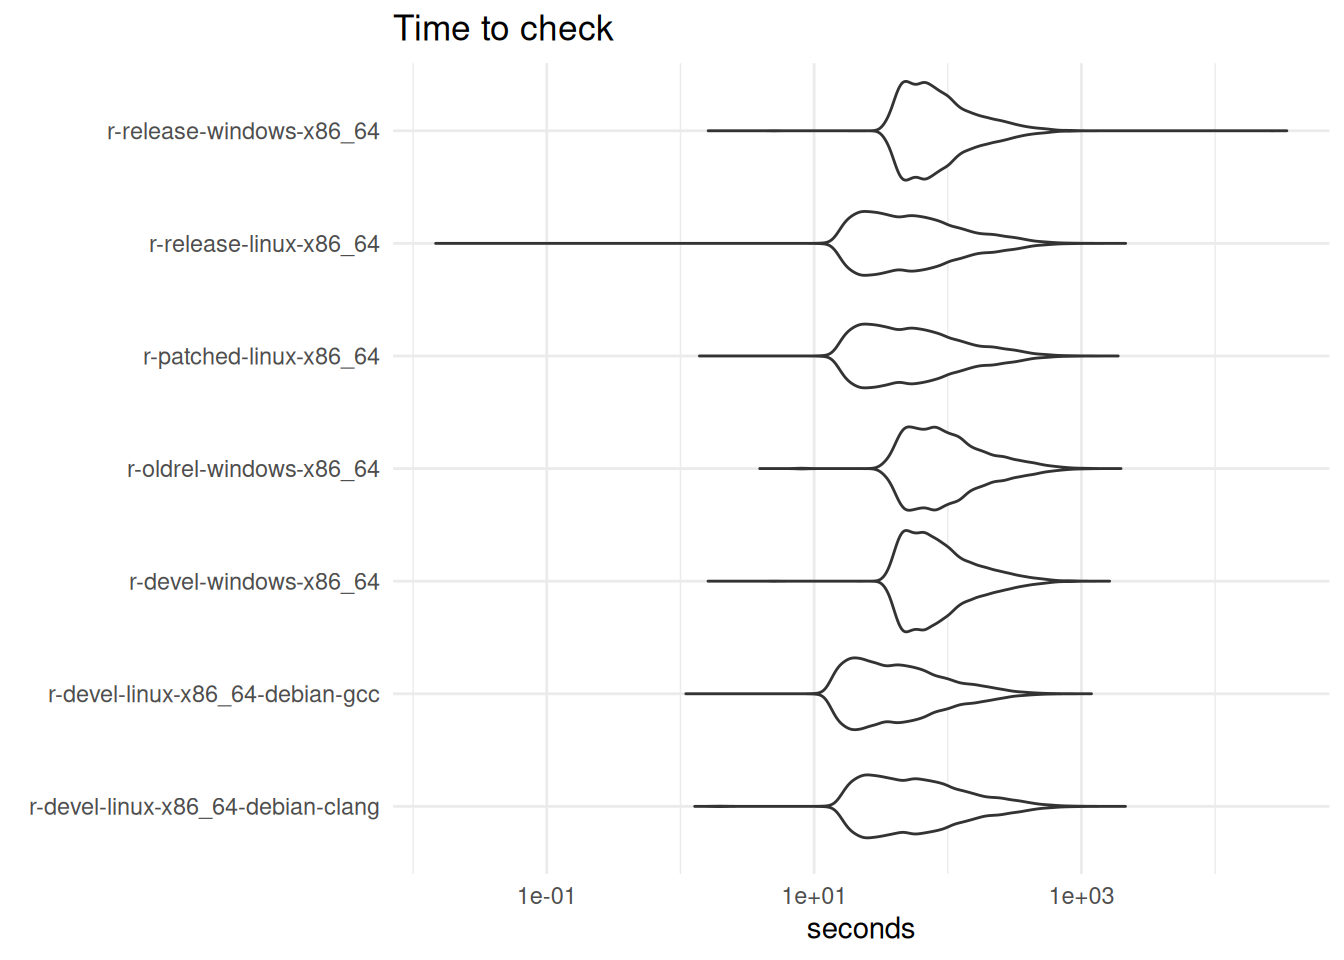 Time to check
r-release-windows-x86_64
r-release-linux-x86_64
r-patched-linux-x86_64
r-oldrel-windows-x86_64
r-devel-windows-x86_64
r-devel-linux-x86_64-debian-gcc
r-devel-linux-x86_64-debian-clang
1e-01 1e+01 1e+03
seconds